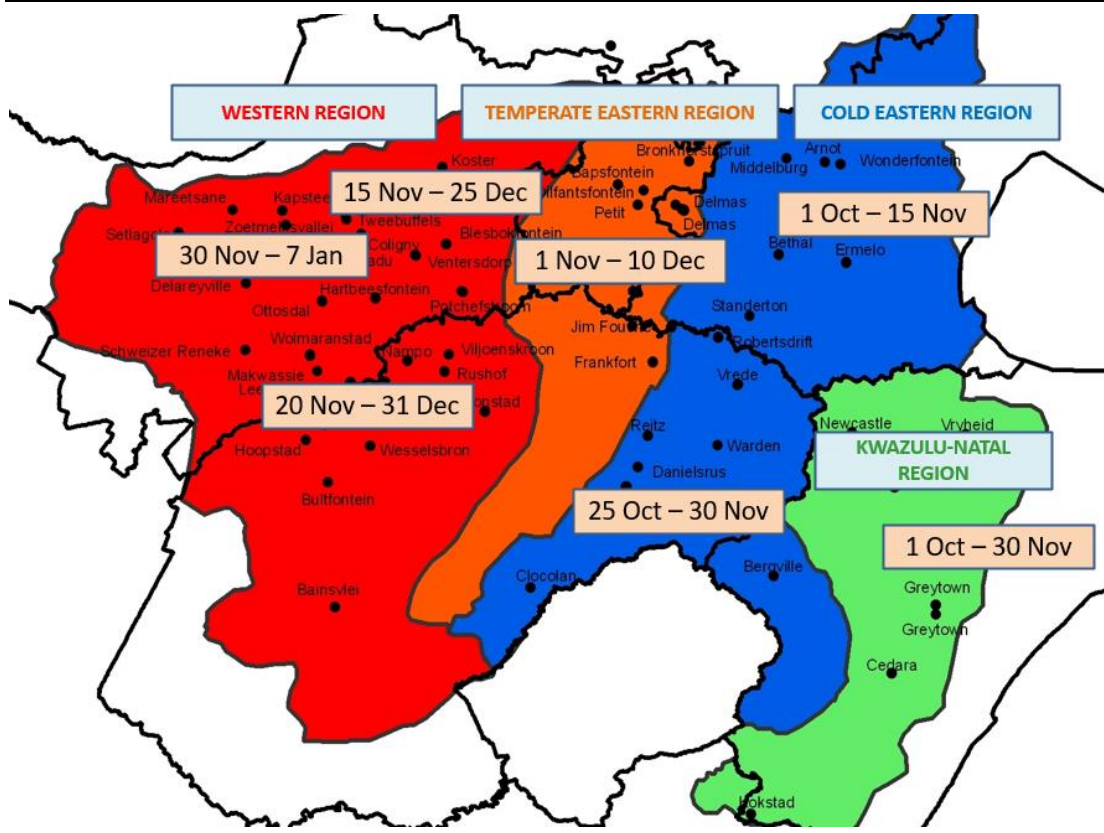 WESTERN REGION
TEMPERATE EASTERN REGION
COLD EASTERN REGION
Koster
Bronkhorstspruit
Arnot
Middelburg
Wonderfontein
Bapsfontein
15 Nov – 25 Dec
Mareetsane
Petit
Delmas
Delmas
1 Oct – 15 Nov
Tweebuffels
Zoetmelksvallei
Blesbokfontein
Coligny
30 Nov – 7 Jan
Ventersdorp
1 Nov – 10 Dec
Bethal
Ermelo
Delareyville
Hartbeesfontein
Ottosdal
Potchefstroom
Standerton
Wolmaranstad
Robertsdrift
Schweizer Reneke
Nampo
Viljoenskroon
Frankfort
Makwassie
Rushof
Vrede
20 Nov – 31 Dec
Newcastle
Vryheid
Reitz
Hoopstad
Wesselsbron
Warden
KWAZULU-NATAL
REGION
Danielsrus
Bultfontein
25 Oct – 30 Nov
1 Oct – 30 Nov
Clocolan
Bergville
Bainsvlei
Greytown
Greytown
Cedara
Kokstad